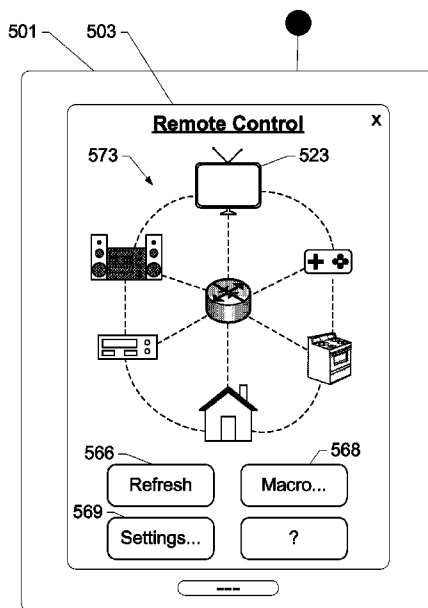 501
503
Remote Control
X
573
523
566
568
Refresh
Macro...
569
Settings...
?
---